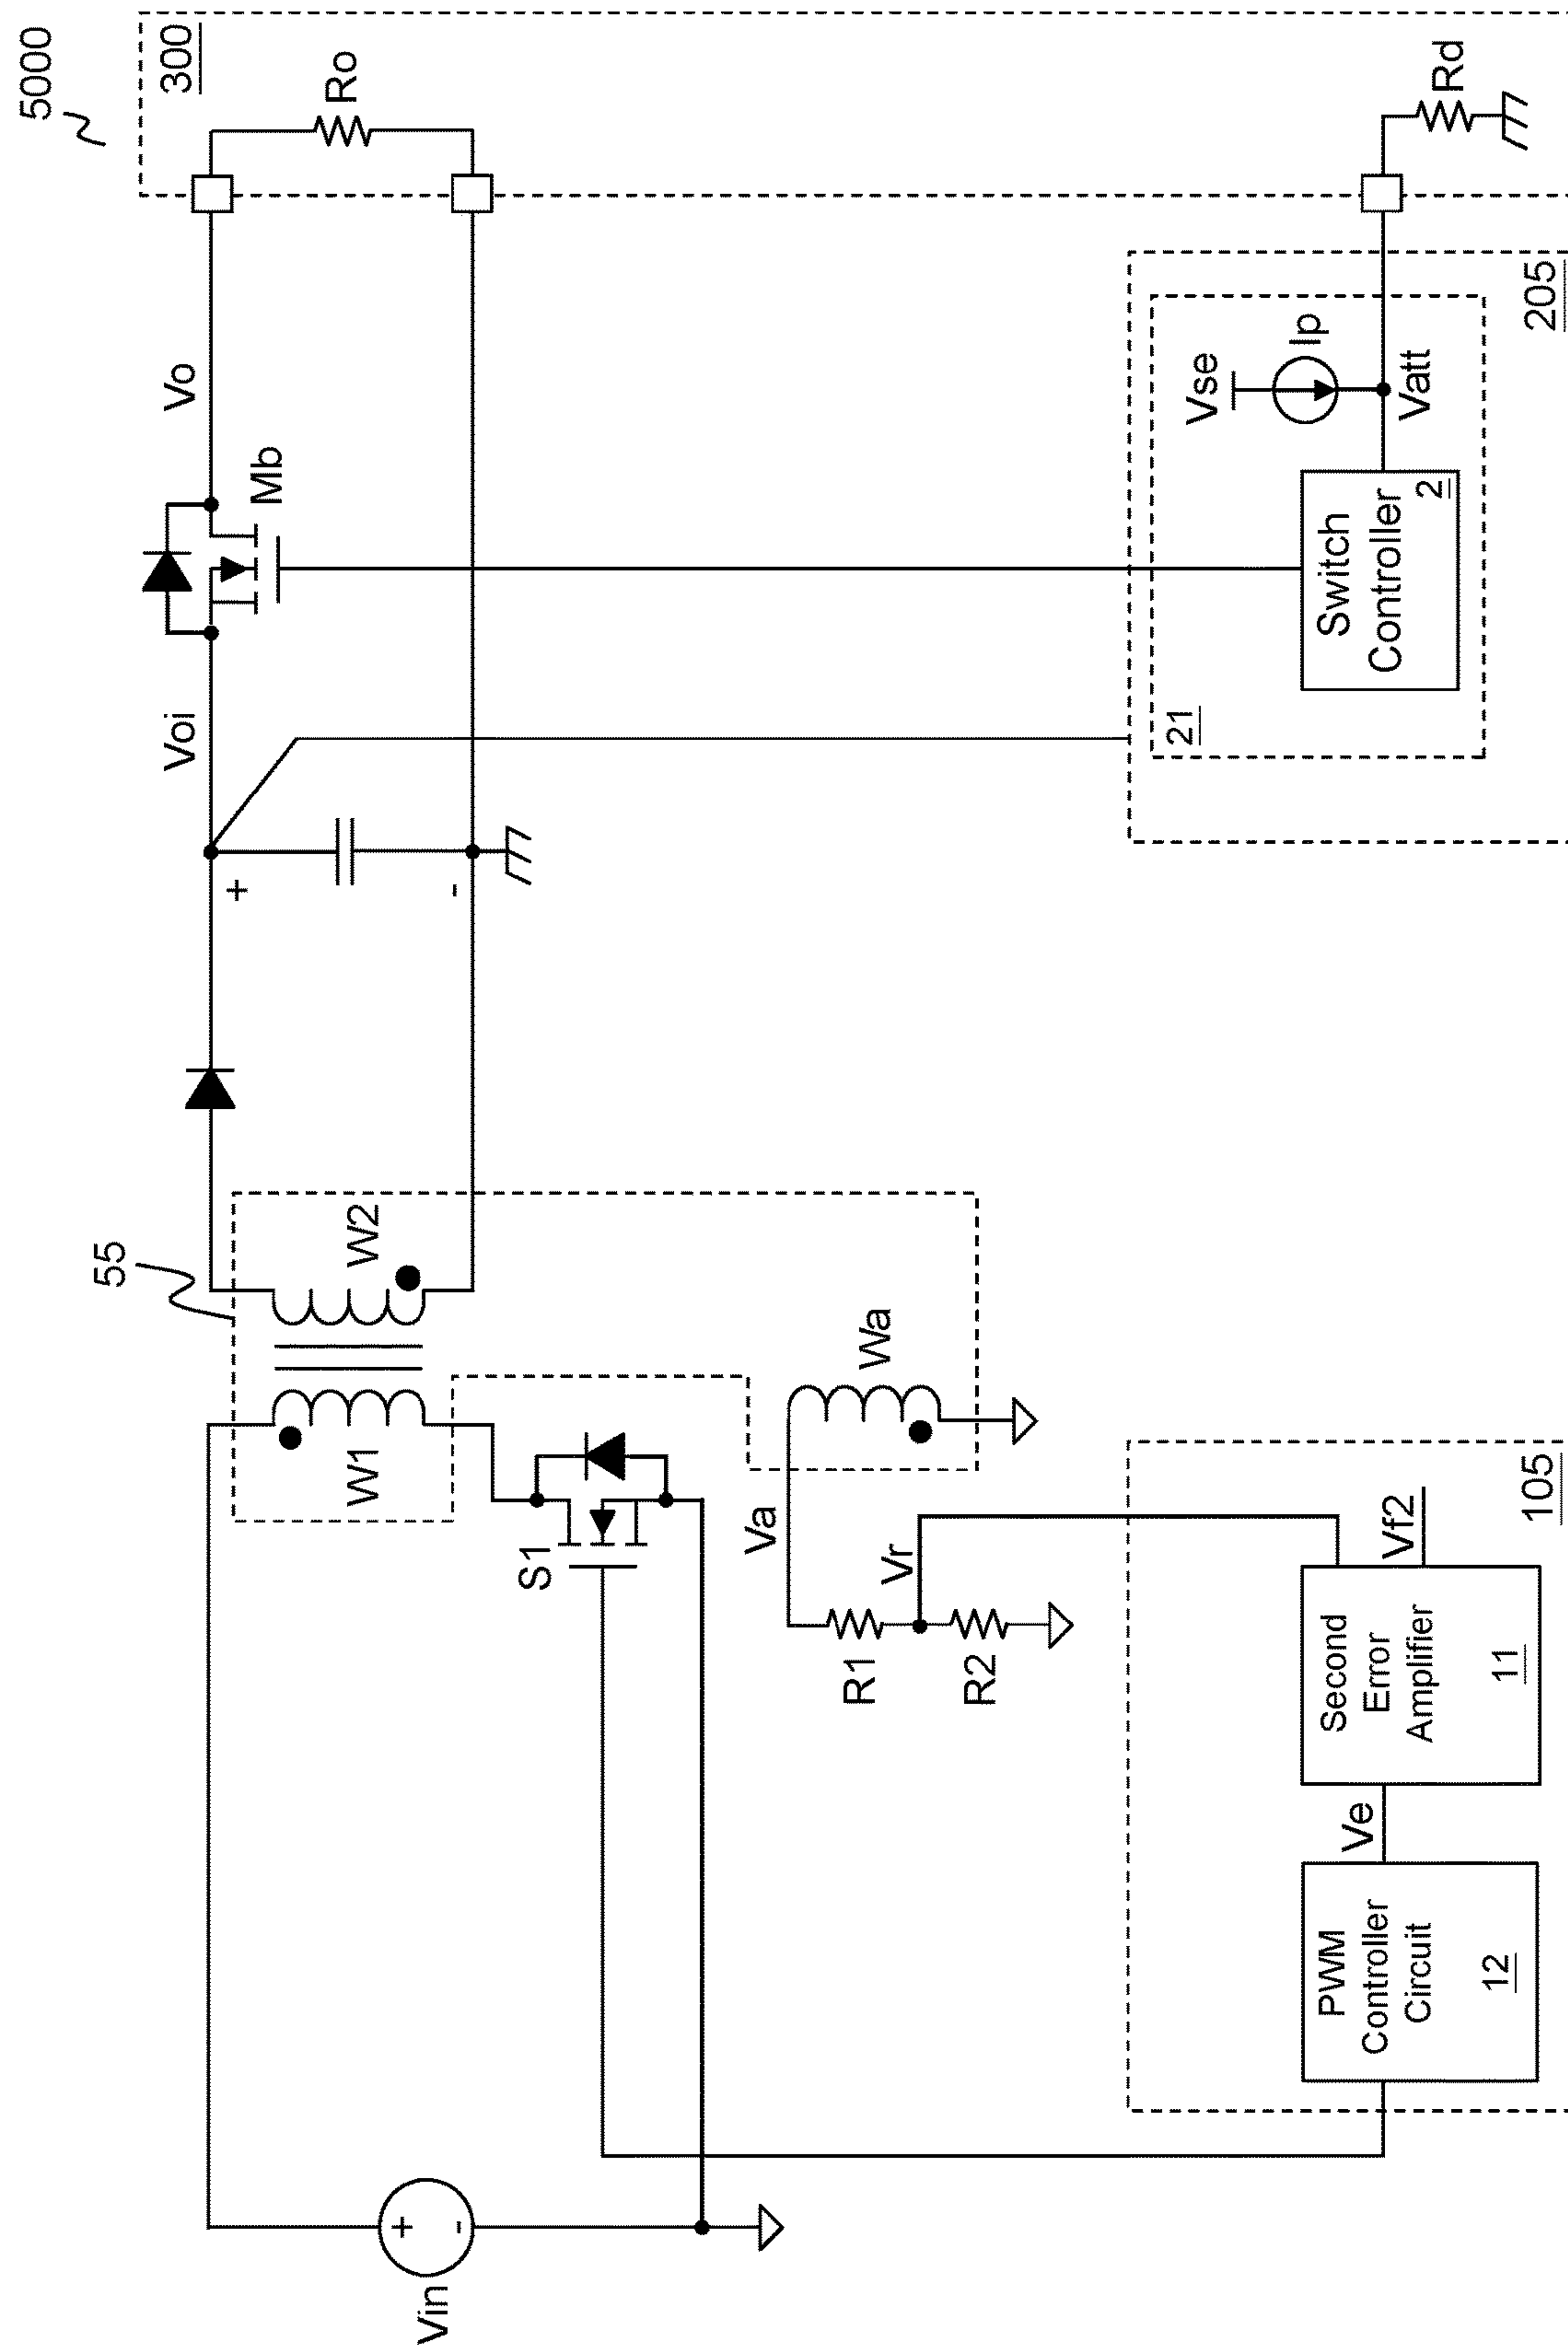 5000
300
Ro
Rd
Vo
Mb
Voi
+
-
205
21
Vse
Ip
Vatt
Switch
Controller
2
55
W1
W2
Wa
Va
Vr
S1
R1
R2
Vin
+
-
105
Vf2
Second
Error
Amplifier
11
Ve
PWM
Controller
Circuit
12